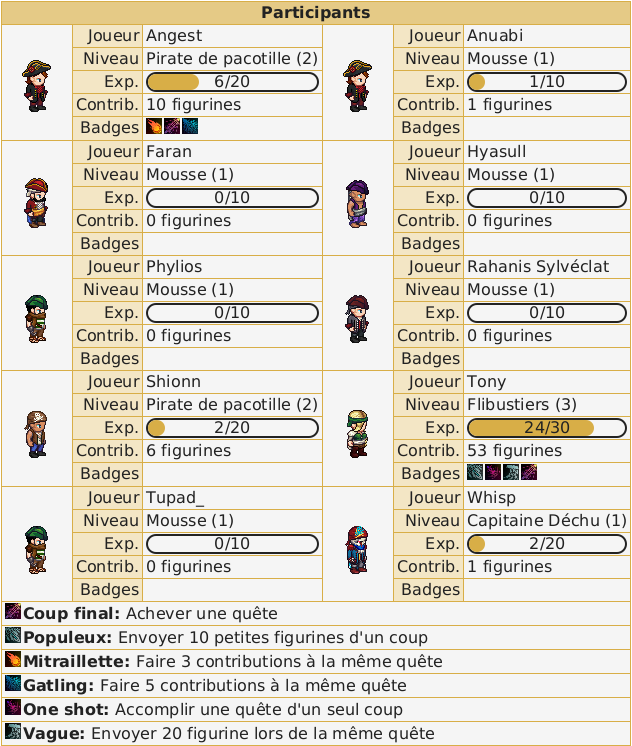 Participants
Joueur Angest
Niveau Pirate de pacotille (2)
Exp. 6/20
Contrib. 10 figurines
Badges
Joueur Anuabi
Niveau Mousse (1)
Exp. 1/10
Contrib. 1 figurines
Badges
Joueur Faran
Niveau Mousse (1)
Exp. 0/10
Contrib. 0 figurines
Badges
Joueur Hyasull
Niveau Mousse (1)
Exp. 0/10
Contrib. 0 figurines
Badges
Joueur Phylios
Niveau Mousse (1)
Exp. 0/10
Contrib. 0 figurines
Badges
Joueur Rahanis Sylvéclat
Niveau Mousse (1)
Exp. 0/10
Contrib. 0 figurines
Badges
Joueur Shionn
Niveau Pirate de pacotille (2)
Exp. 2/20
Contrib. 6 figurines
Badges
Joueur Tony
Niveau Flibustiers (3)
Exp. 24/30
Contrib. 53 figurines
Badges
Joueur Tupad_
Niveau Mousse (1)
Exp. 0/10
Contrib. 0 figurines
Badges
Joueur Whisp
Niveau Capitaine Déchu (1)
Exp. 2/20
Contrib. 1 figurines
Badges
Coup final: Achever une quête
Populeux: Envoyer 10 petites figurines d'un coup
Mitraillette: Faire 3 contributions à la même quête
Gatling: Faire 5 contributions à la même quête
One shot: Accomplir une quête d'un seul coup
Vague: Envoyer 20 figurine lors de la même quête